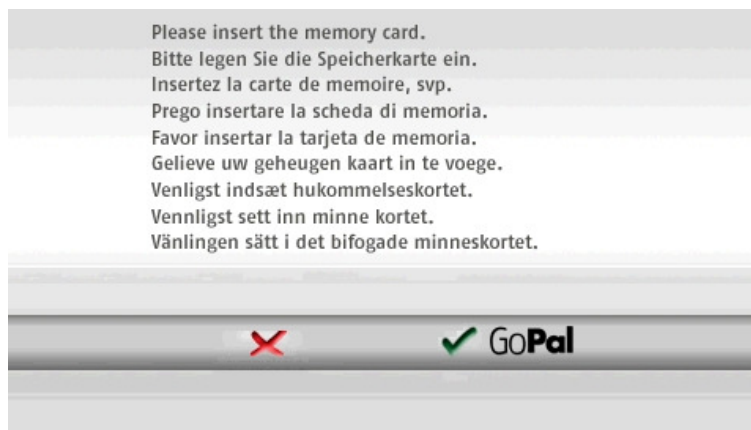 Please insert the memory card.
Bitte legen Sie die Speicherkarte ein.
Insertez la carte de memoire, svp.
Prego insertare la scheda di memoria.
Favor insertar la tarjeta de memoria.
Gelieve uw geheugen kaart in te voege.
Venligst indsæt hukommelseskortet.
Vennligst sett inn minne kortet.
Vänlingen sätt i det bifogade minneskortet.
GoPal